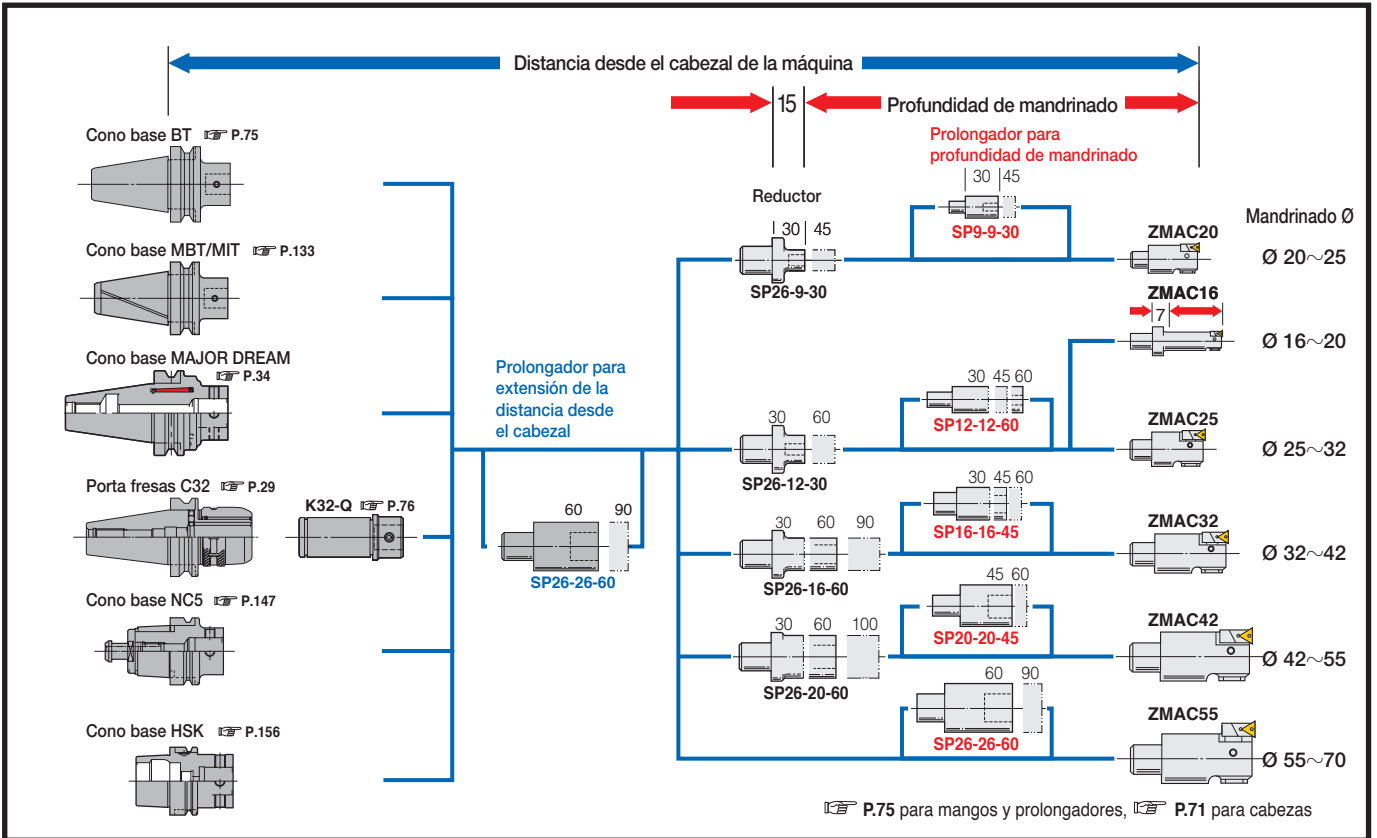 Distancia desde el cabezal de la máquina
15
Profundidad de mandrinado
Cono base BT ☞ P.75
Cono base MBT/MIT ☞ P.133
Cono base MAJOR DREAM
☞ P.34
Porta fresas C32 ☞ P.29
K32-Q ☞ P.76
Cono base NC5 ☞ P.147
Cono base HSK ☞ P.156
Prolongador para
extensión de la
distancia desde
el cabezal
60 90
SP26-26-60
Reductor
30 45
SP26-9-30
30 60
SP26-12-30
30 60 90
SP26-16-60
30 60 100
SP26-20-60
Prolongador para
profundidad de mandrinado
30 45
SP9-9-30
30 45 60
SP12-12-60
30 45 60
SP16-16-45
45 60
SP20-20-45
60 90
SP26-26-60
Mandrinado Ø
ZMAC20
Ø 20~25
ZMAC16
7
Ø 16~20
ZMAC25
Ø 25~32
ZMAC32
Ø 32~42
ZMAC42
Ø 42~55
ZMAC55
Ø 55~70
☞ P.75 para mangos y prolongadores, ☞ P.71 para cabezas